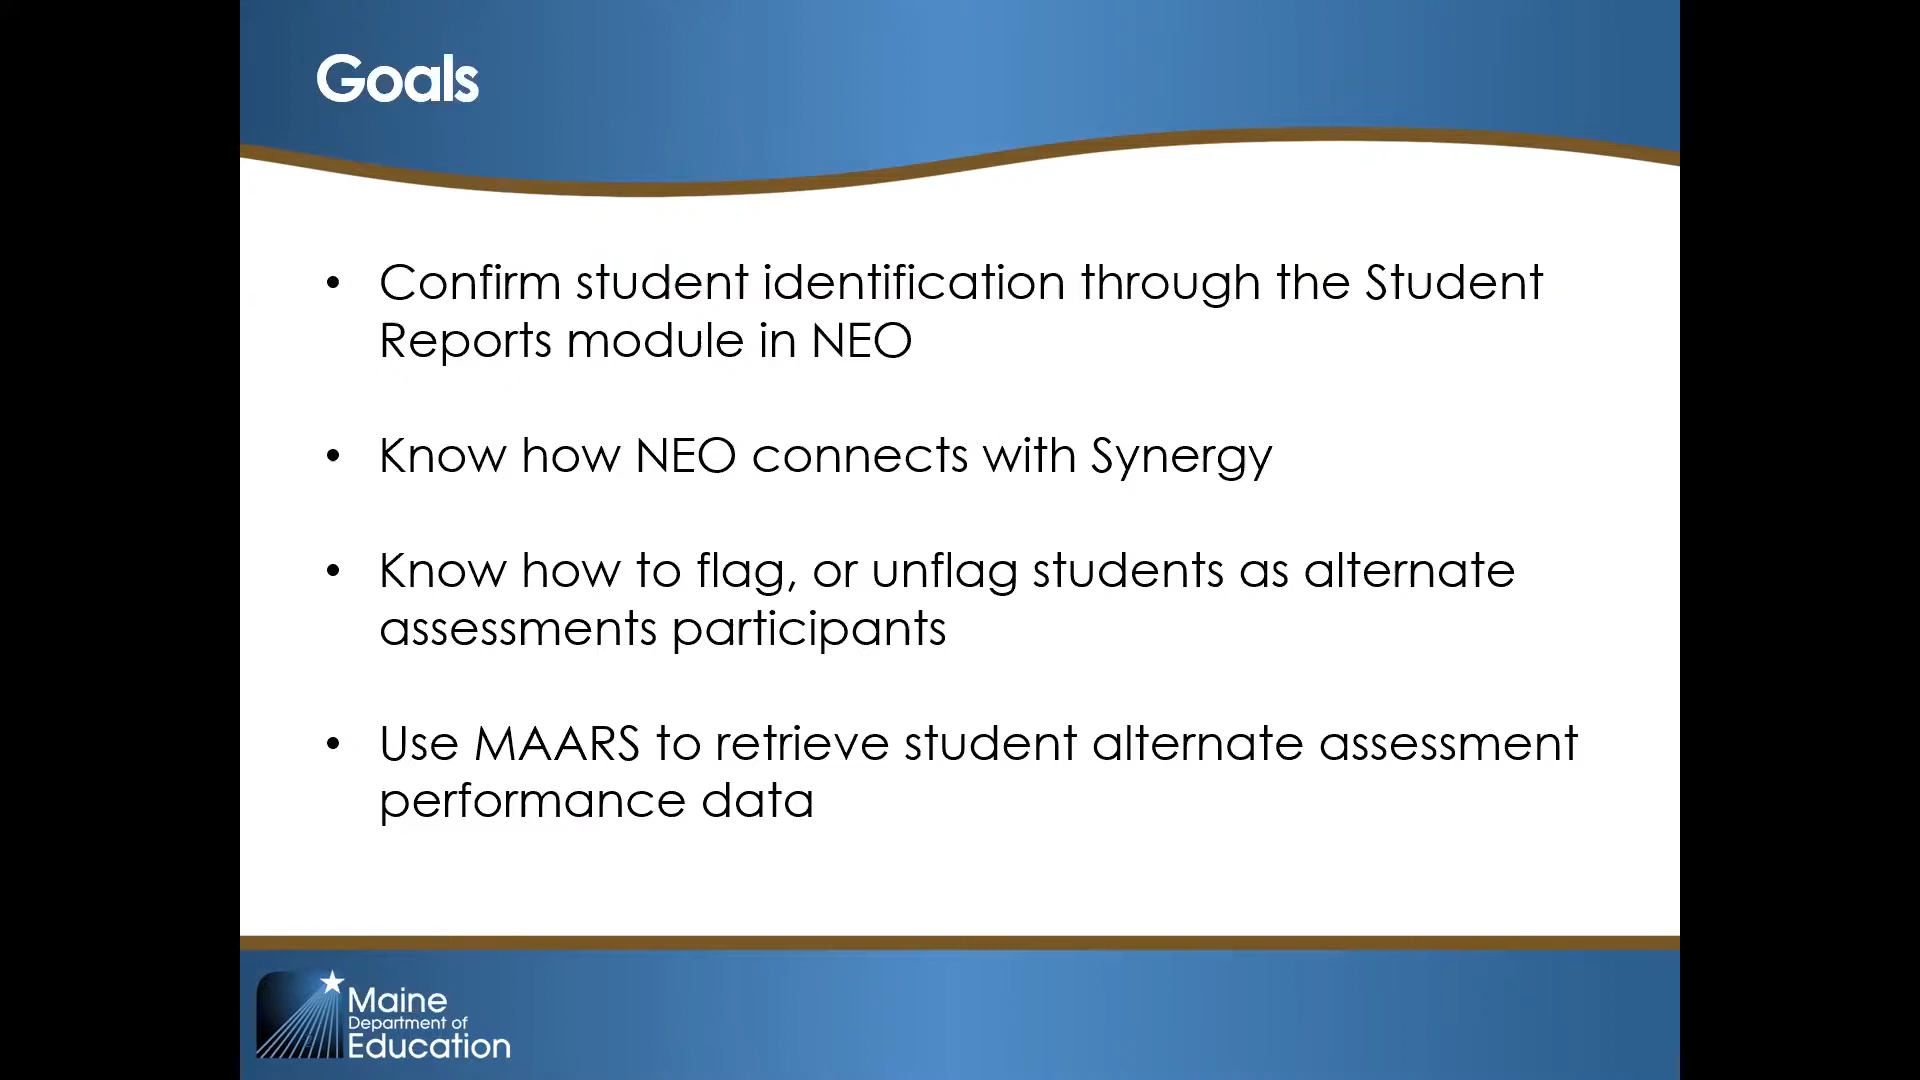 Goals
• Confirm student identification through the Student
Reports module in NEO
• Know how NEO connects with Synergy
• Know how to flag, or unflag students as alternate
assessments participants
• Use MAARS to retrieve student alternate assessment
performance data
Maine
Department of
Education